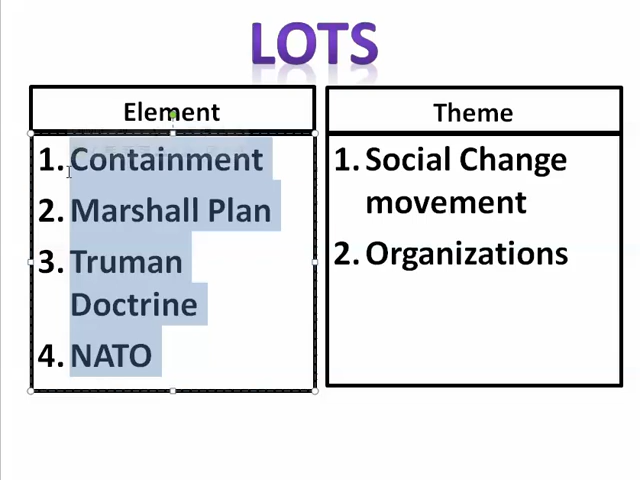 LOTS
Element
Theme
1. Containment
2. Marshall Plan
3. Truman
Doctrine
4. NATO
1. Social Change
movement
2. Organizations